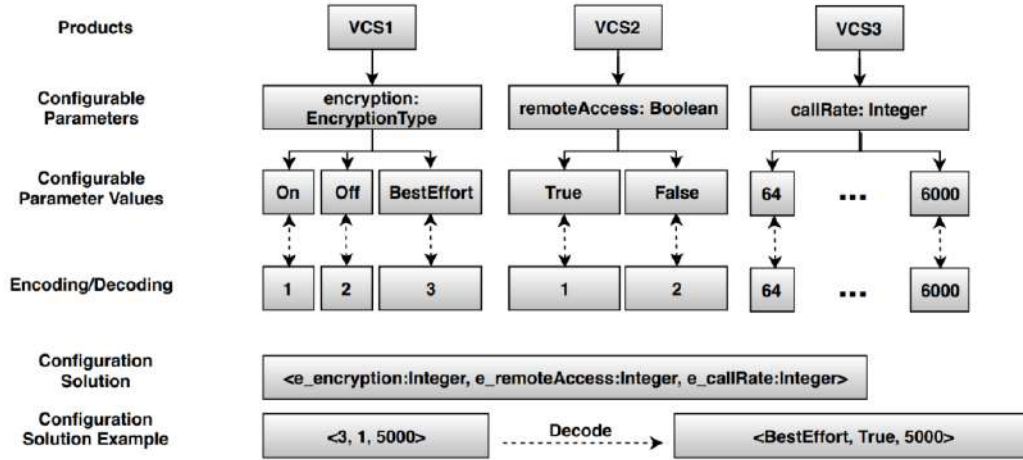 Products
VCS1
VCS2
VCS3
Configurable
Parameters
encryption:
EncryptionType
remoteAccess: Boolean
callRate: Integer
Configurable
Parameter Values
On
Off
BestEffort
True
False
64
...
6000
Encoding/Decoding
1
2
3
1
2
64
...
6000
Configuration
Solution
<e_encryption:Integer, e_remoteAccess:Integer, e_callRate:Integer>
Configuration
Solution Example
<3, 1, 5000>
Decode
<BestEffort, True, 5000>